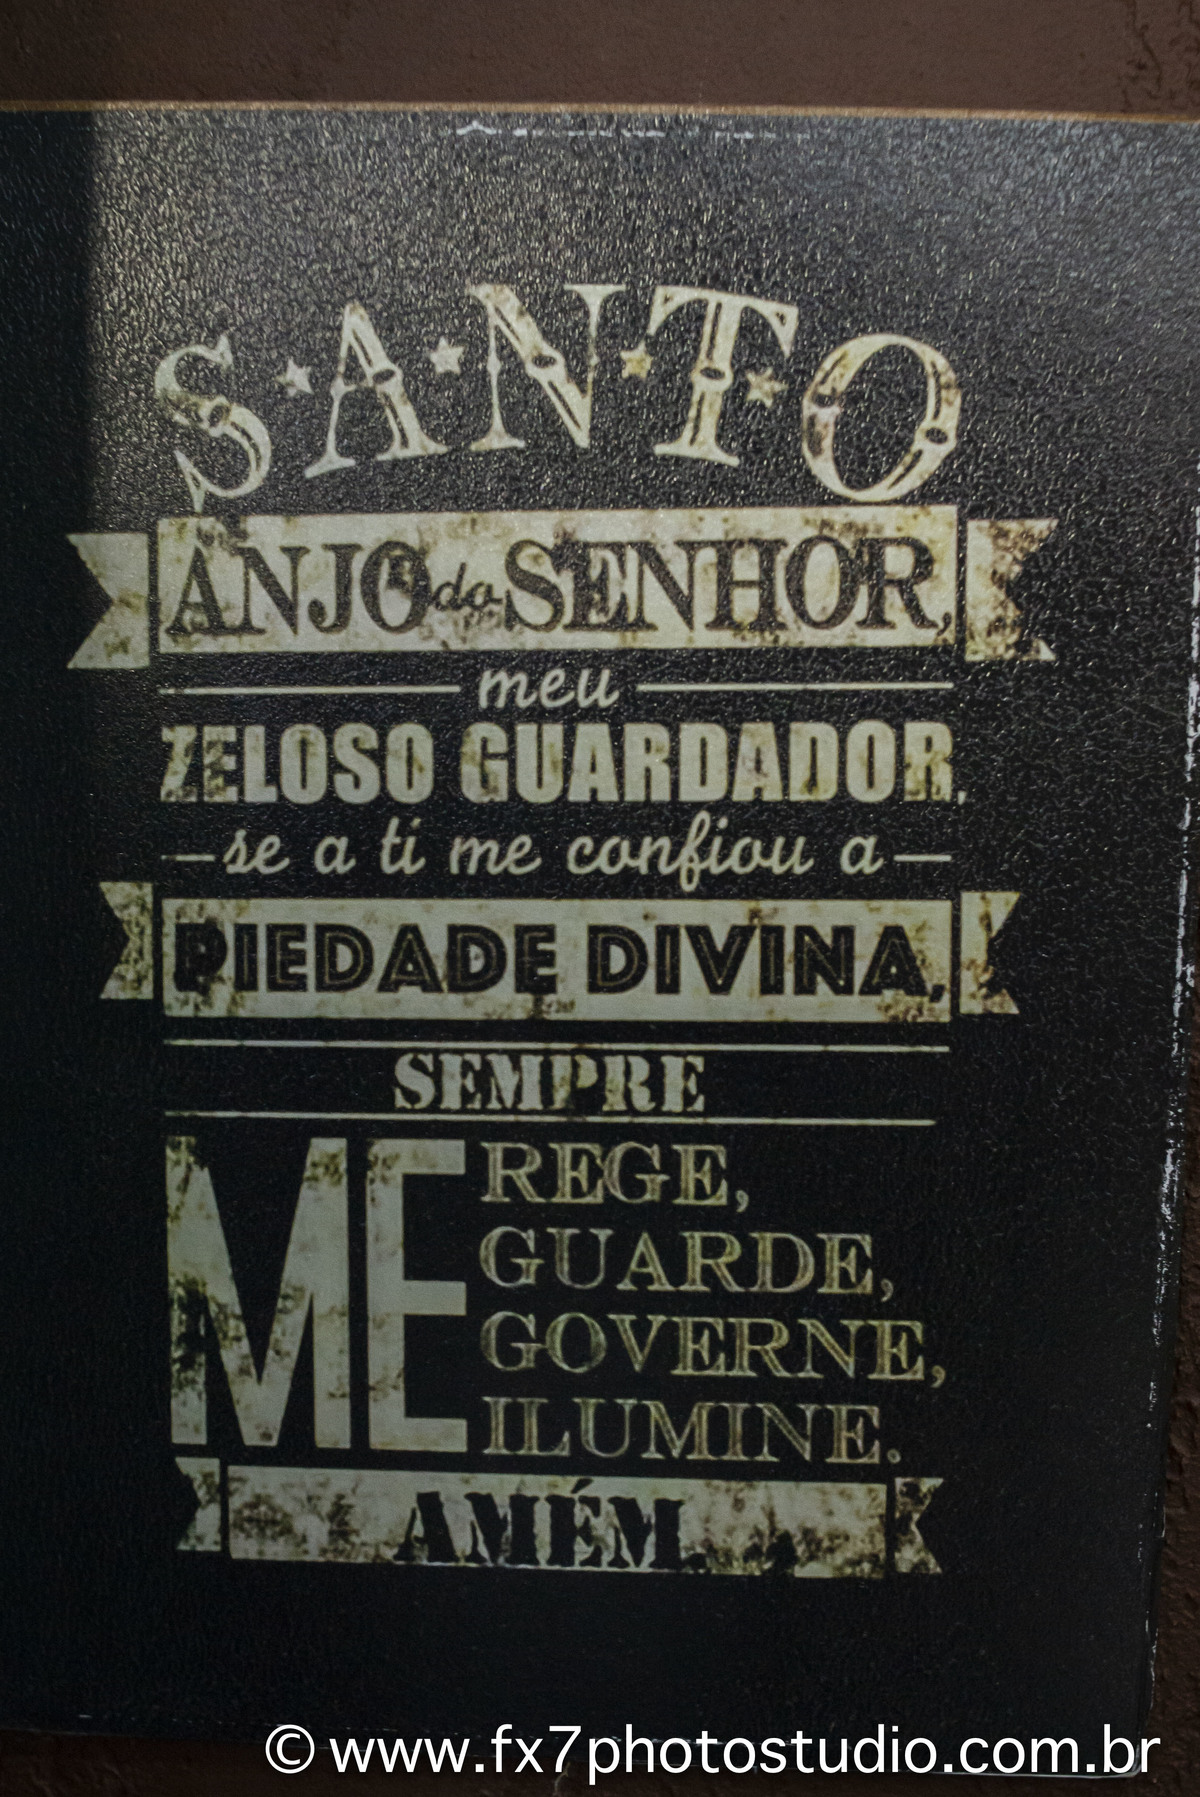 SANTO
ANJO do SENHOR,
meu
ZELOSO GUARDADOR,
se a ti me confiou a
PIEDADE DIVINA,
SEMPRE
ME
REGE,
GUARDE,
GOVERNE,
ILUMINE.
AMÉM.
© www.fx7photostudio.com.br